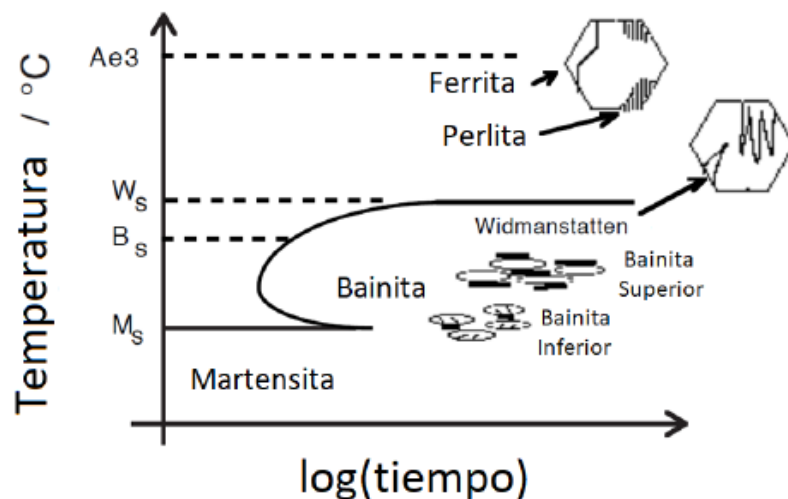 Temperatura / °C
Ae3
Ferrita
Perlita
Ws
Widmanstatten
Bs
Bainita
Superior
Bainita
Bainita
Inferior
Ms
Martensita
log(tiempo)